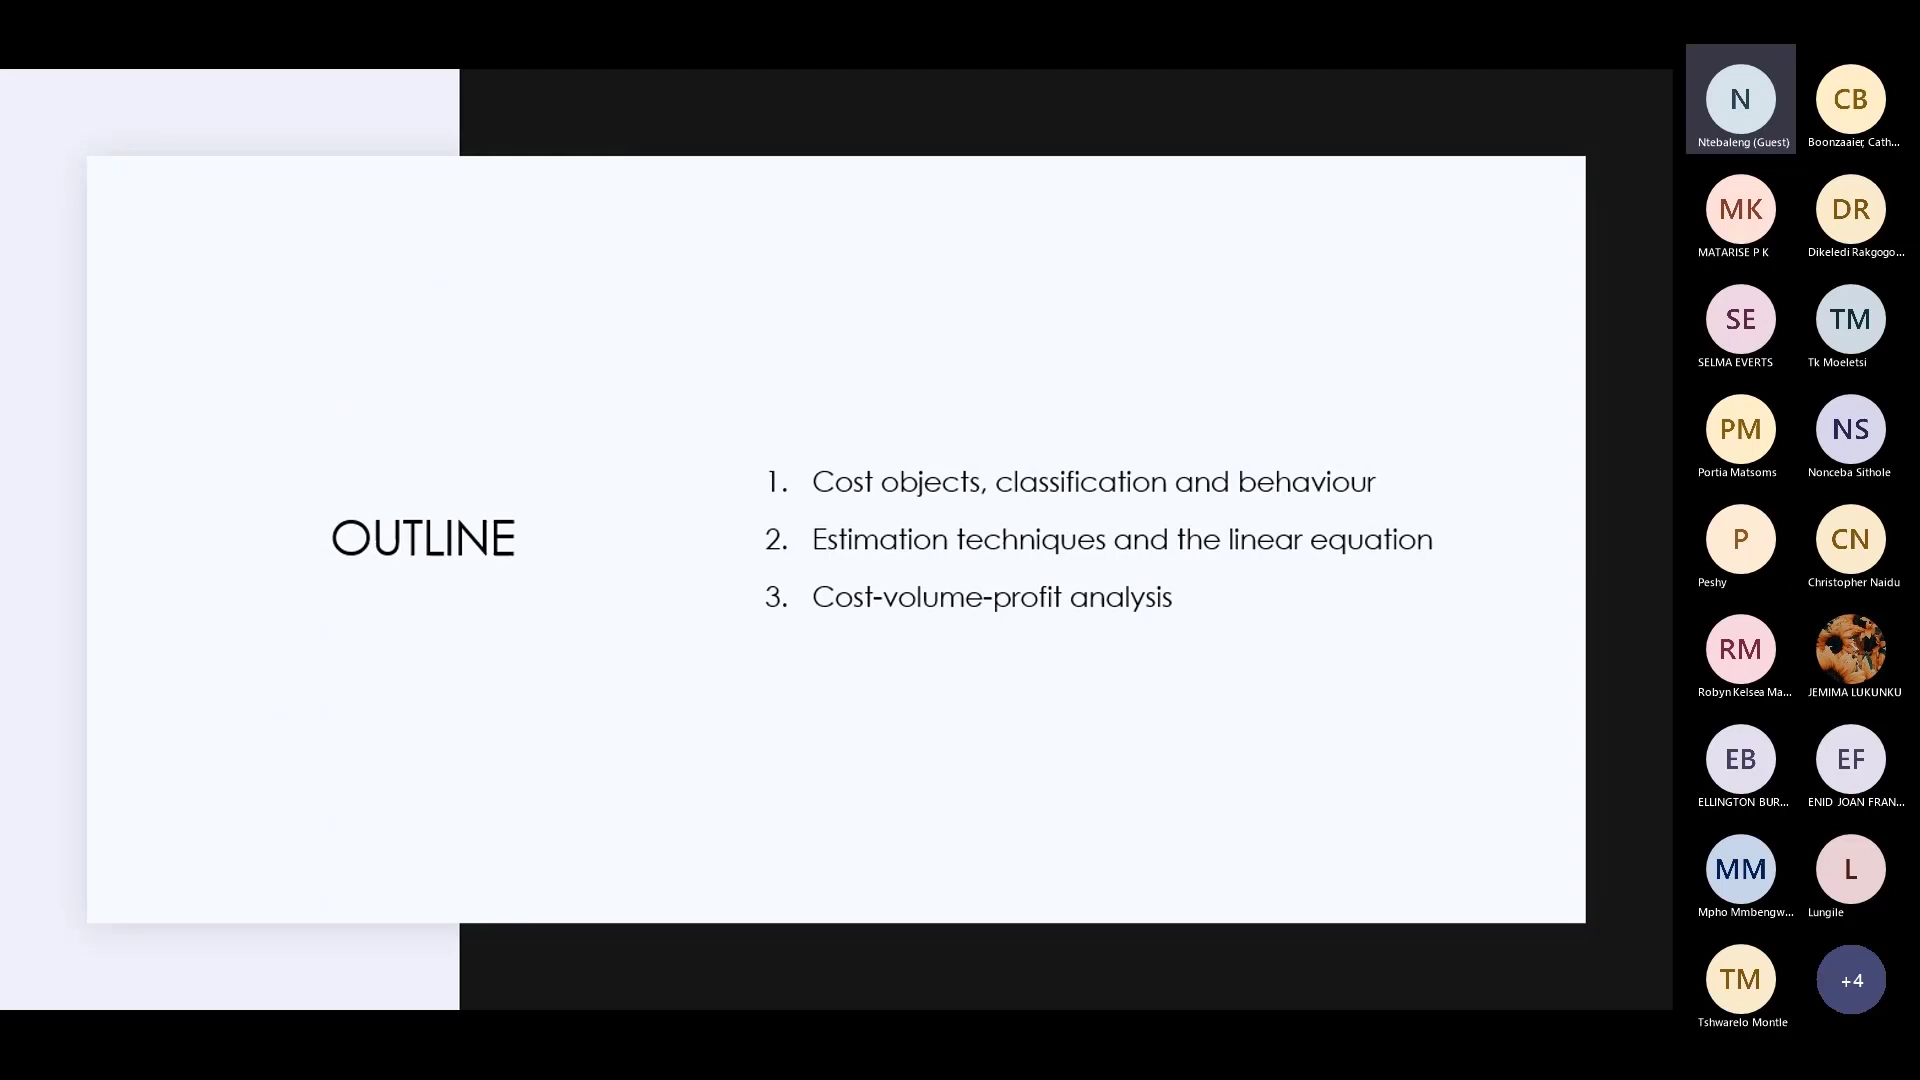 OUTLINE
1. Cost objects, classification and behaviour
2. Estimation techniques and the linear equation
3. Cost-volume-profit analysis
N
Ntebaleng (Guest)
CB
Boonzaaier, Cath...
MK
MATARISE P K
DR
Dikeledi Rakgogo...
SE
SELMA EVERTS
TM
Tk Moeletsi
PM
Portia Matsoms
NS
Nonceba Sithole
P
Peshy
CN
Christopher Naidu
RM
Robyn Kelsea Ma...
JEMIMA LUKUNKU
EB
ELLINGTON BUR...
EF
ENID JOAN FRAN...
MM
Mpho Mmbengw...
L
Lungile
TM
Tshwarelo Montle
+4